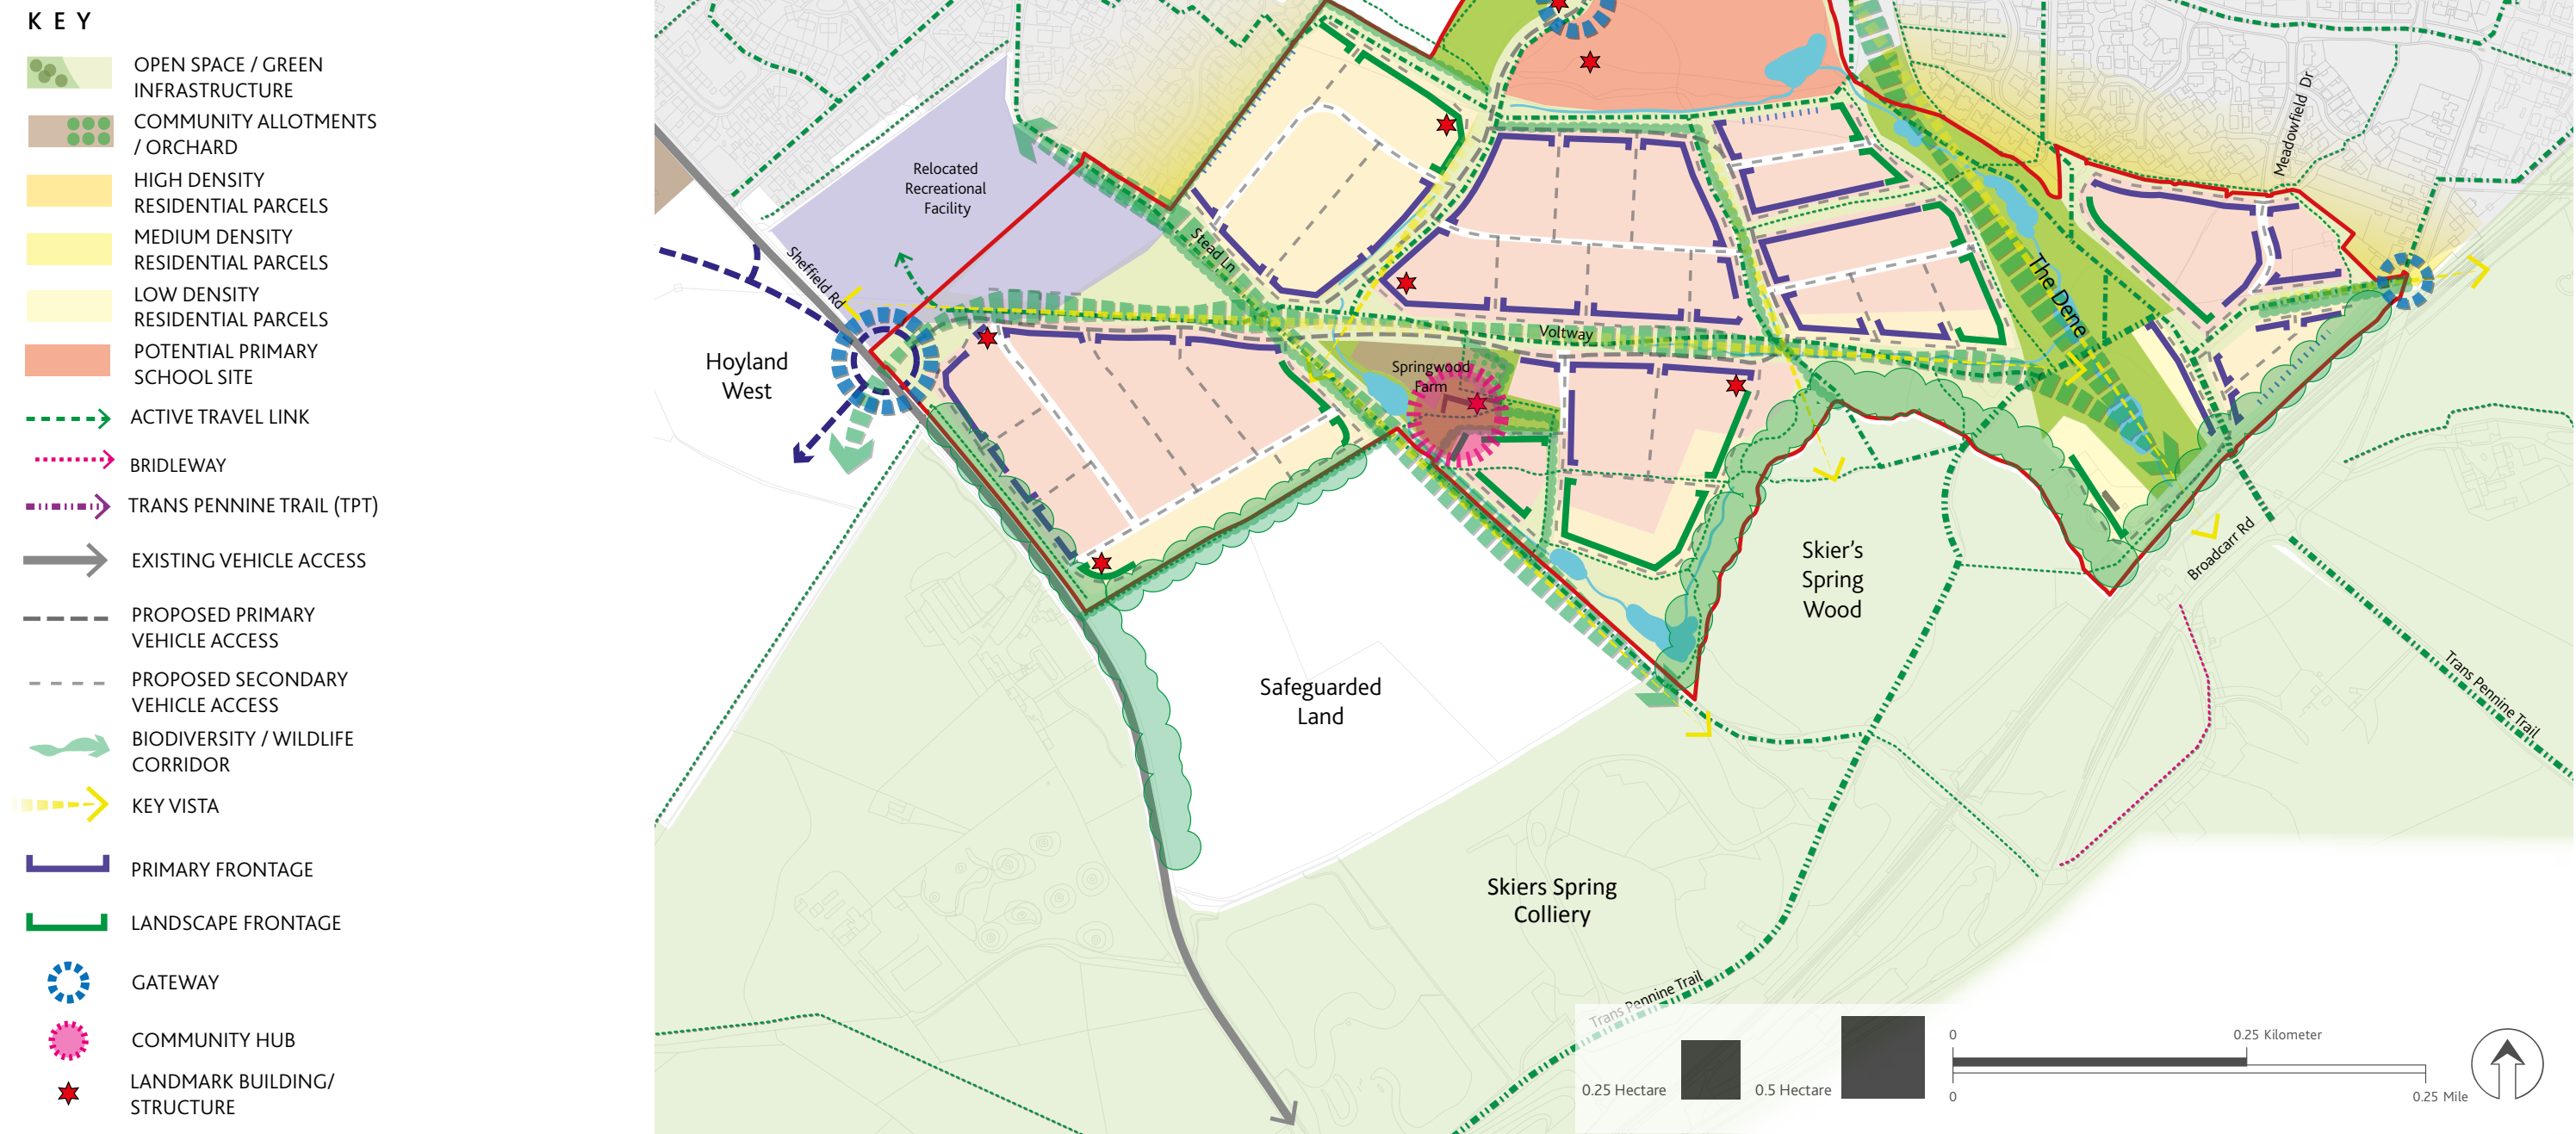 KEY
OPEN SPACE / GREEN
INFRASTRUCTURE
COMMUNITY ALLOTMENTS
/ ORCHARD
HIGH DENSITY
RESIDENTIAL PARCELS
MEDIUM DENSITY
RESIDENTIAL PARCELS
LOW DENSITY
RESIDENTIAL PARCELS
POTENTIAL PRIMARY
SCHOOL SITE
ACTIVE TRAVEL LINK
BRIDLEWAY
TRANS PENNINE TRAIL (TPT)
EXISTING VEHICLE ACCESS
PROPOSED PRIMARY
VEHICLE ACCESS
PROPOSED SECONDARY
VEHICLE ACCESS
BIODIVERSITY / WILDLIFE
CORRIDOR
KEY VISTA
PRIMARY FRONTAGE
LANDSCAPE FRONTAGE
GATEWAY
COMMUNITY HUB
LANDMARK BUILDING/
STRUCTURE
Relocated
Recreational
Facility
Meadowfield Dr
Stead Ln
Sheffield Rd
The Dene
Voltway
Hoyland
West
Springwood
Farm
Skier's
Spring
Wood
Broadcarr Rd
Safeguarded
Land
Trans Pennine Trail
Skiers Spring
Colliery
Trans Pennine Trail
0.25 Hectare
0.5 Hectare
0
0.25 Kilometer
0
0.25 Mile